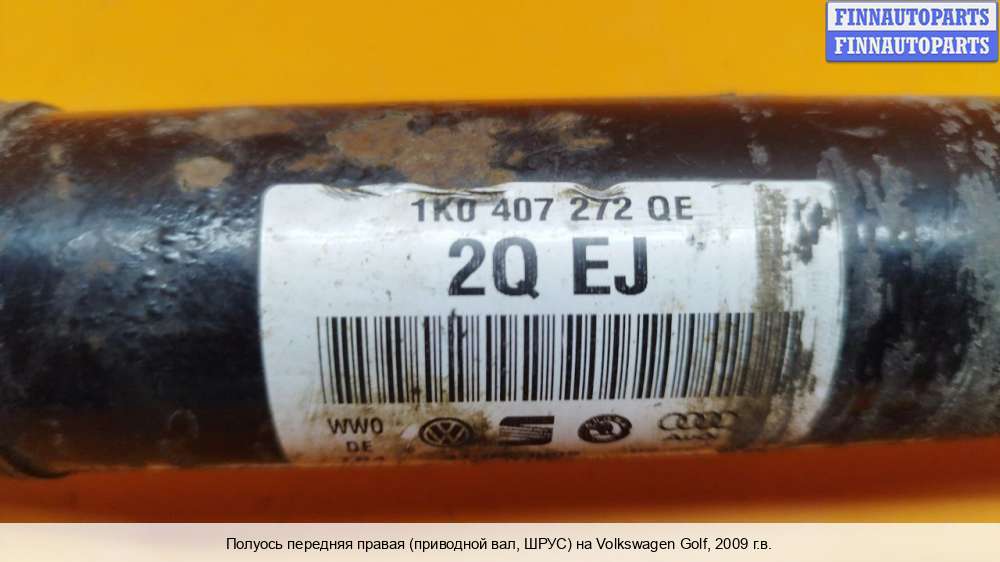 FINNAUTOPARTS
FINNAUTOPARTS
1K0 407 272 QE
2Q EJ
WW0
DE
Полуось передняя правая (приводной вал, ШРУС) на Volkswagen Golf, 2009 г.в.